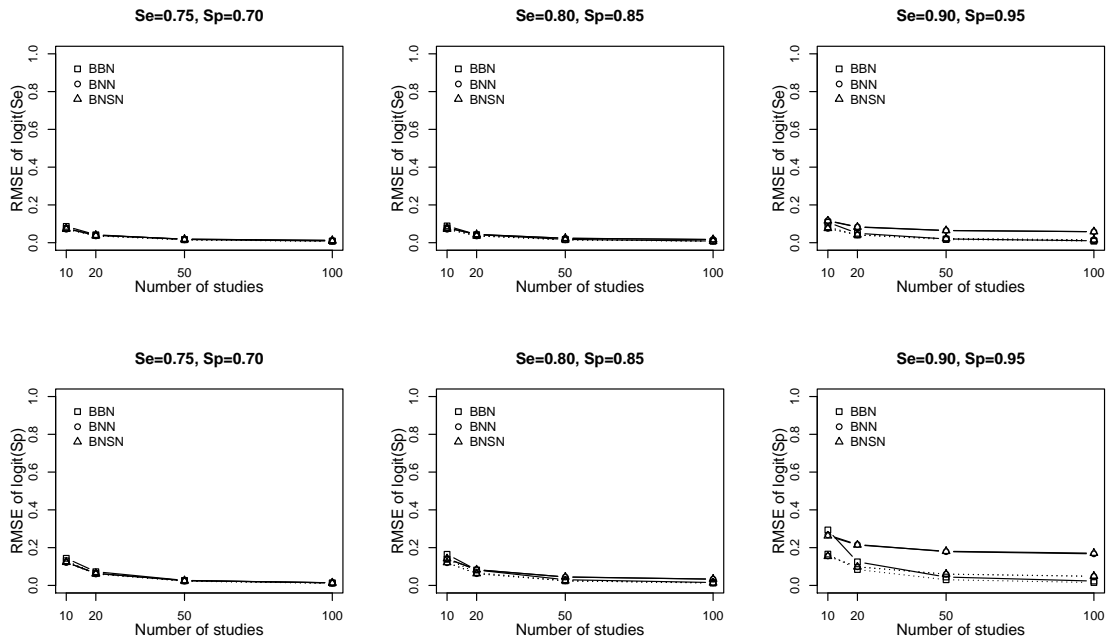 Se=0.75, Sp=0.70
RMSE of logit(Se)
1.0
0.8
0.6
0.4
0.2
0.0
BBN
BNN
BNSN
10 20 50 100
Number of studies
Se=0.80, Sp=0.85
RMSE of logit(Se)
1.0
0.8
0.6
0.4
0.2
0.0
BBN
BNN
BNSN
10 20 50 100
Number of studies
Se=0.90, Sp=0.95
RMSE of logit(Se)
1.0
0.8
0.6
0.4
0.2
0.0
BBN
BNN
BNSN
10 20 50 100
Number of studies
Se=0.75, Sp=0.70
RMSE of logit(Sp)
1.0
0.8
0.6
0.4
0.2
0.0
BBN
BNN
BNSN
10 20 50 100
Number of studies
Se=0.80, Sp=0.85
RMSE of logit(Sp)
1.0
0.8
0.6
0.4
0.2
0.0
BBN
BNN
BNSN
10 20 50 100
Number of studies
Se=0.90, Sp=0.95
RMSE of logit(Sp)
1.0
0.8
0.6
0.4
0.2
0.0
BBN
BNN
BNSN
10 20 50 100
Number of studies